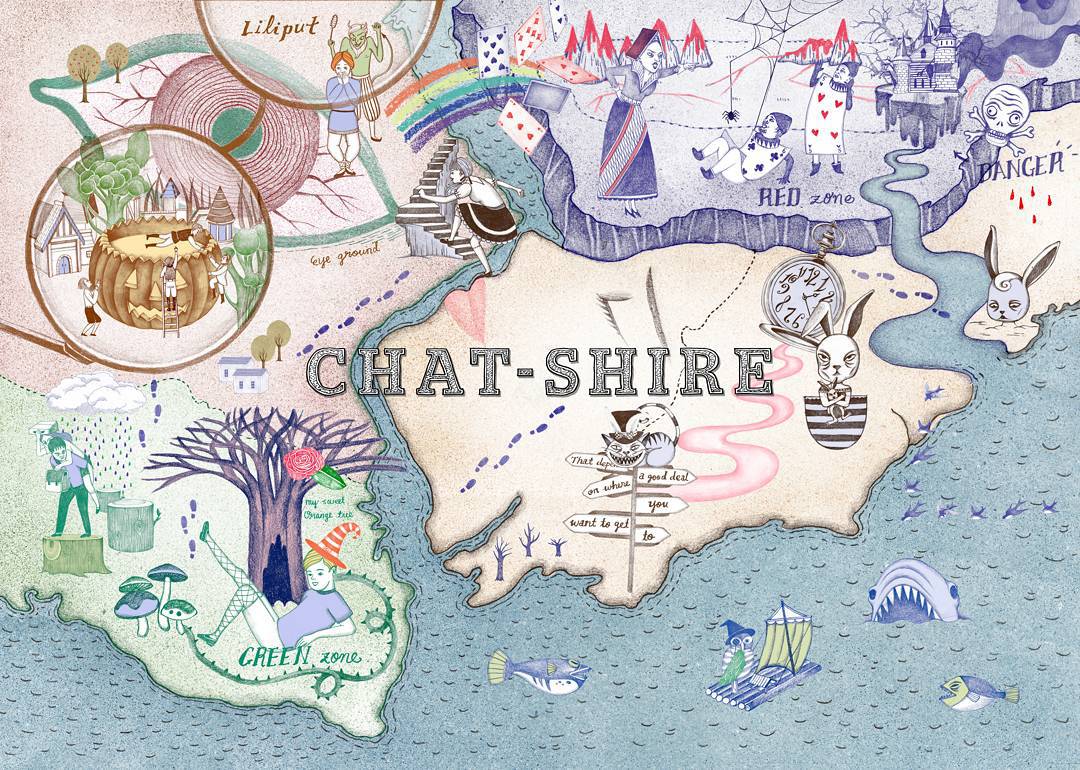 Liliput
RED zone
DANGER
eye ground
CHAT-SHIRE
That depe
on where
a good deal
you
want to get
to
my sweet
Orange tree
GREEN zone